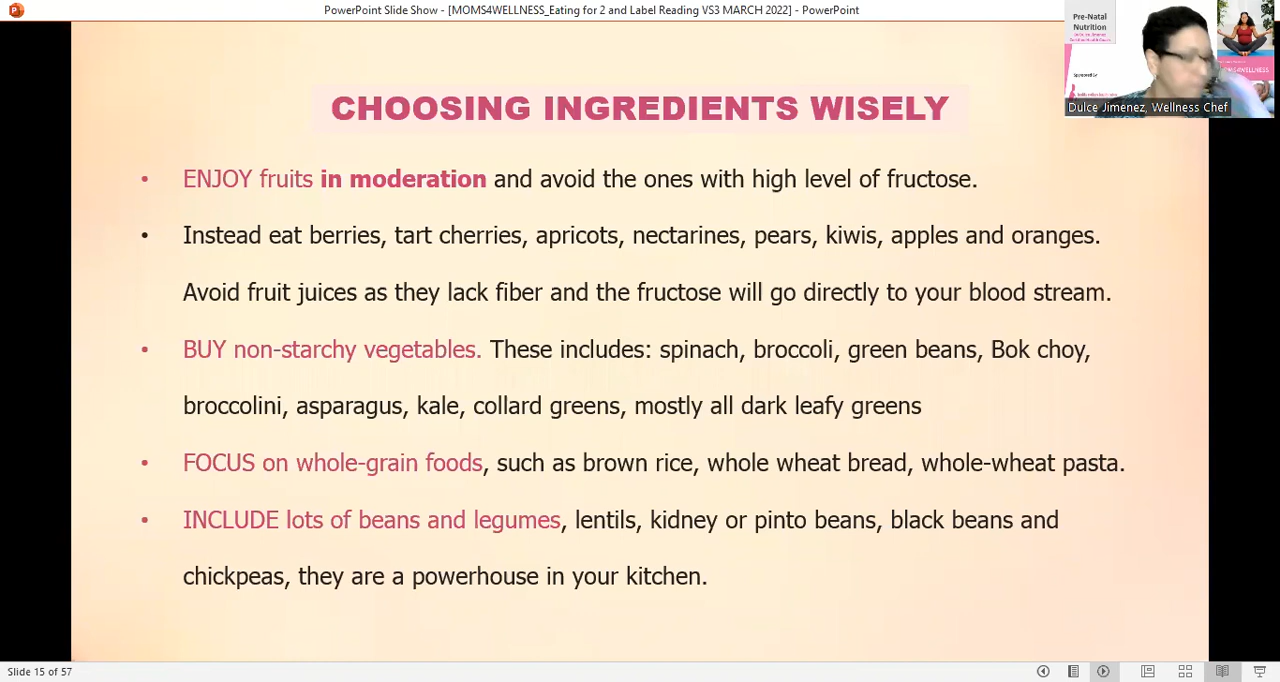 PowerPoint Slide Show - [MOMS4WELLNESS_Eating for 2 and Label Reading VS3 MARCH 2022] - PowerPoint
Pre-Natal
Nutrition
MOMS4WELLNESS
Dulce Jimenez, Wellness Chef
CHOOSING INGREDIENTS WISELY
• ENJOY fruits in moderation and avoid the ones with high level of fructose.
• Instead eat berries, tart cherries, apricots, nectarines, pears, kiwis, apples and oranges.
Avoid fruit juices as they lack fiber and the fructose will go directly to your blood stream.
• BUY non-starchy vegetables. These includes: spinach, broccoli, green beans, Bok choy,
broccolini, asparagus, kale, collard greens, mostly all dark leafy greens
• FOCUS on whole-grain foods, such as brown rice, whole wheat bread, whole-wheat pasta.
• INCLUDE lots of beans and legumes, lentils, kidney or pinto beans, black beans and
chickpeas, they are a powerhouse in your kitchen.
Slide 15 of 57